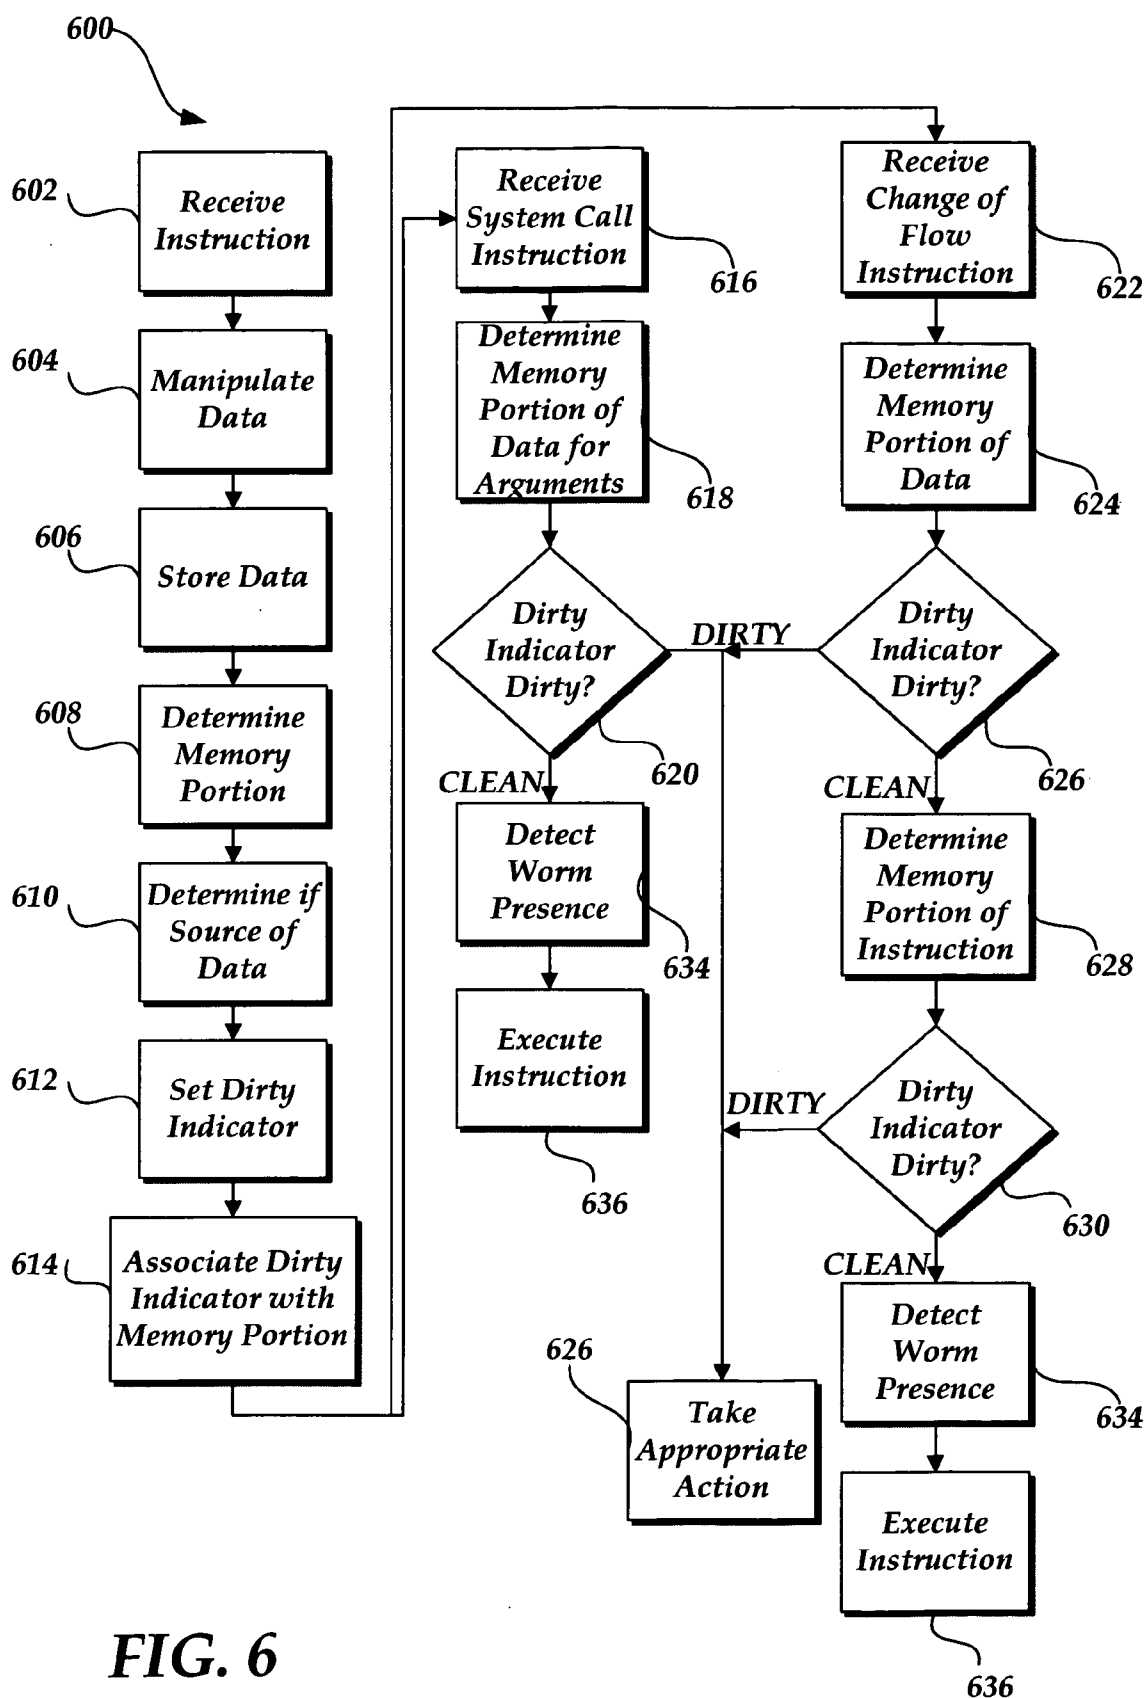 600
602
Receive
Instruction
604
Manipulate
Data
606
Store Data
608
Determine
Memory
Portion
610
Determine if
Source of
Data
612
Set Dirty
Indicator
614
Associate Dirty
Indicator with
Memory Portion
Receive
System Call
Instruction
616
Determine
Memory
Portion of
Data for
Arguments
618
Dirty
Indicator
Dirty?
620
DIRTY
CLEAN
Detect
Worm
Presence
634
Execute
Instruction
636
Receive
Change of
Flow
Instruction
622
Determine
Memory
Portion of
Data
624
Dirty
Indicator
Dirty?
626
CLEAN
Determine
Memory
Portion of
Instruction
628
DIRTY
Dirty
Indicator
Dirty?
630
CLEAN
Detect
Worm
Presence
634
626
Take
Appropriate
Action
Execute
Instruction
636
FIG. 6